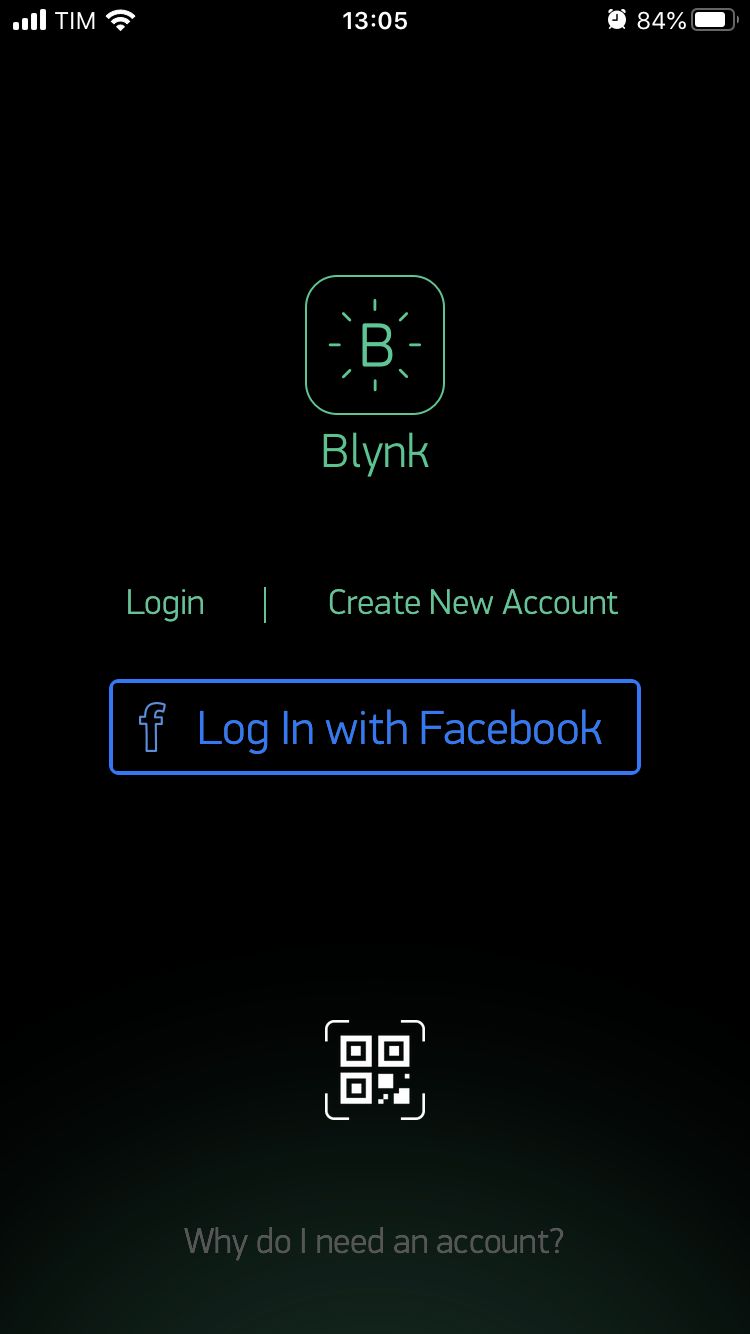 TIM 13:05 84%
B
Blynk
Login | Create New Account
f Log In with Facebook
Why do I need an account?